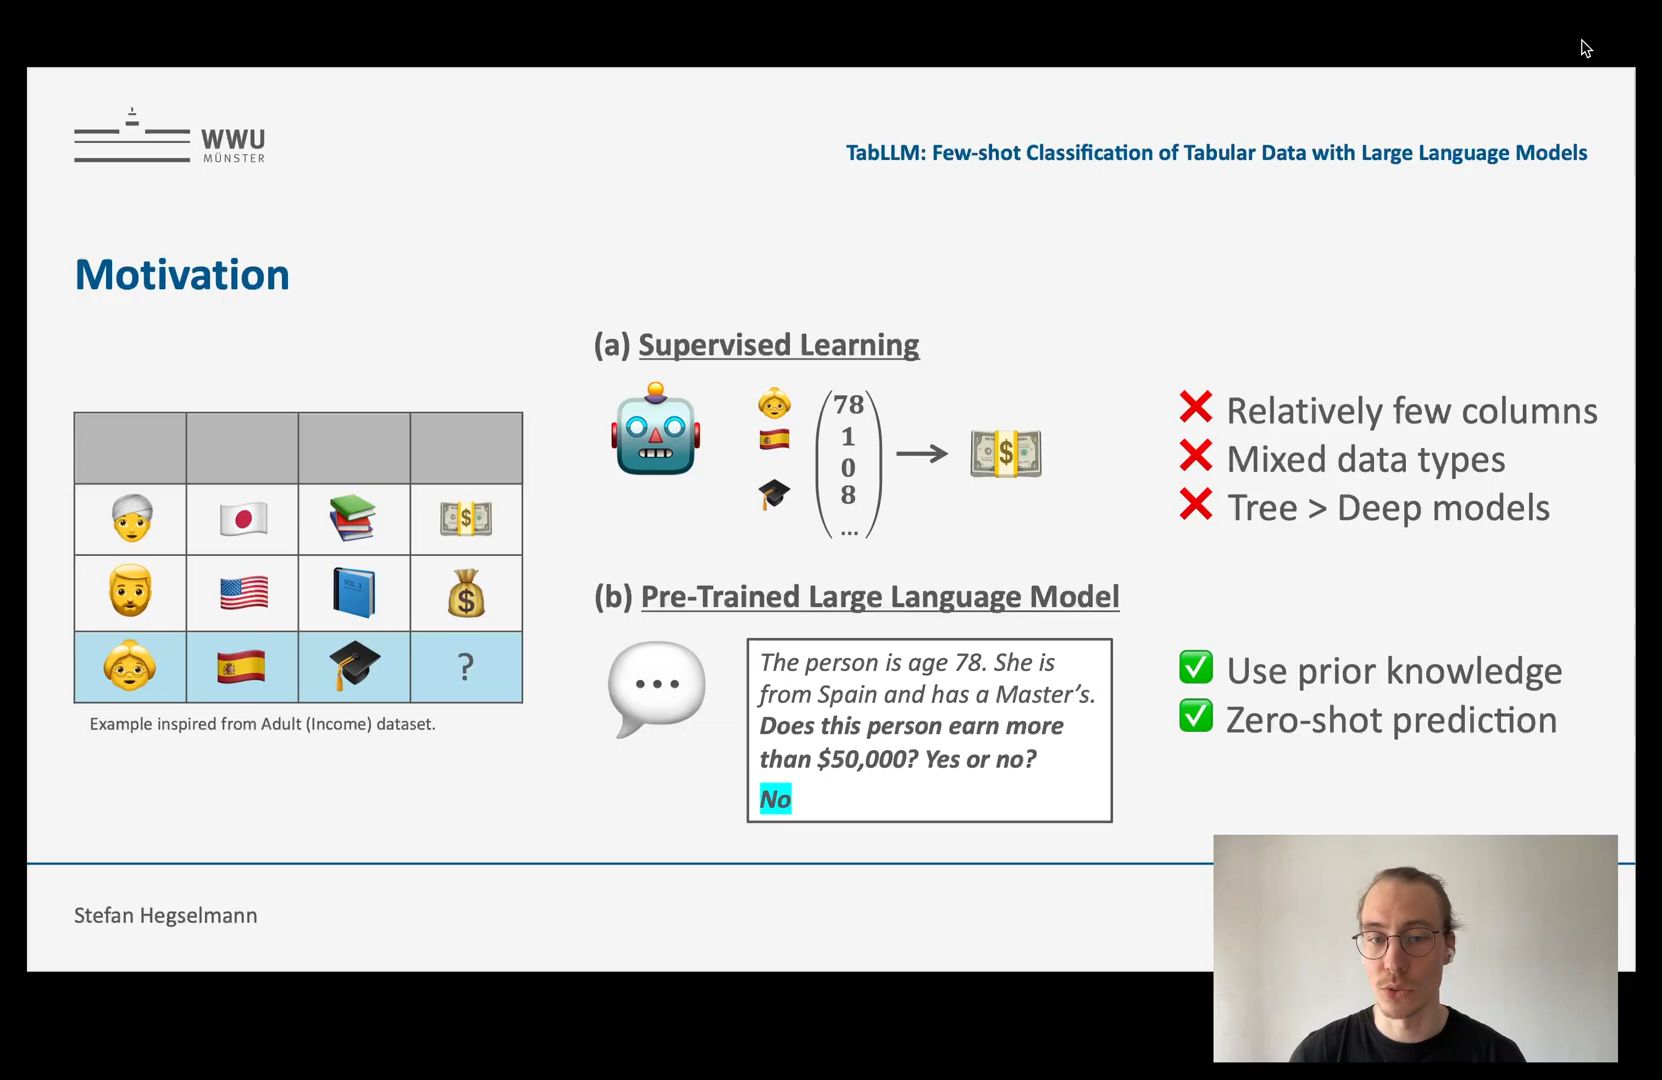 WWU
MÜNSTER
TabLLM: Few-shot Classification of Tabular Data with Large Language Models
Motivation
?
Example inspired from Adult (Income) dataset.
(a) Supervised Learning
78
1
0
8
...
❌ Relatively few columns
❌ Mixed data types
❌ Tree > Deep models
(b) Pre-Trained Large Language Model
The person is age 78. She is
from Spain and has a Master’s.
Does this person earn more
than $50,000? Yes or no?
No
✅ Use prior knowledge
✅ Zero-shot prediction
Stefan Hegselmann